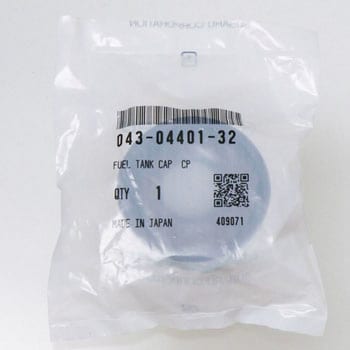 043-04401-32
FUEL TANK CAP CP
QTY 1
MADE IN JAPAN
409071